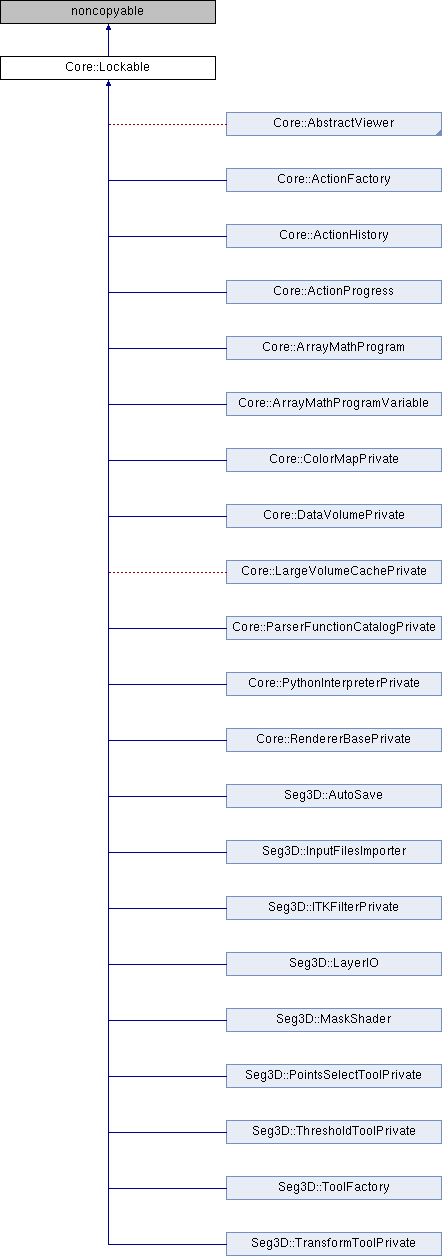 noncopyable
Core::Lockable
Core::AbstractViewer
Core::ActionFactory
Core::ActionHistory
Core::ActionProgress
Core::ArrayMathProgram
Core::ArrayMathProgramVariable
Core::ColorMapPrivate
Core::DataVolumePrivate
Core::LargeVolumeCachePrivate
Core::ParserFunctionCatalogPrivate
Core::PythonInterpreterPrivate
Core::RendererBasePrivate
Seg3D::AutoSave
Seg3D::InputFilesImporter
Seg3D::ITKFilterPrivate
Seg3D::LayerIO
Seg3D::MaskShader
Seg3D::PointsSelectToolPrivate
Seg3D::ThresholdToolPrivate
Seg3D::ToolFactory
Seg3D::TransformToolPrivate